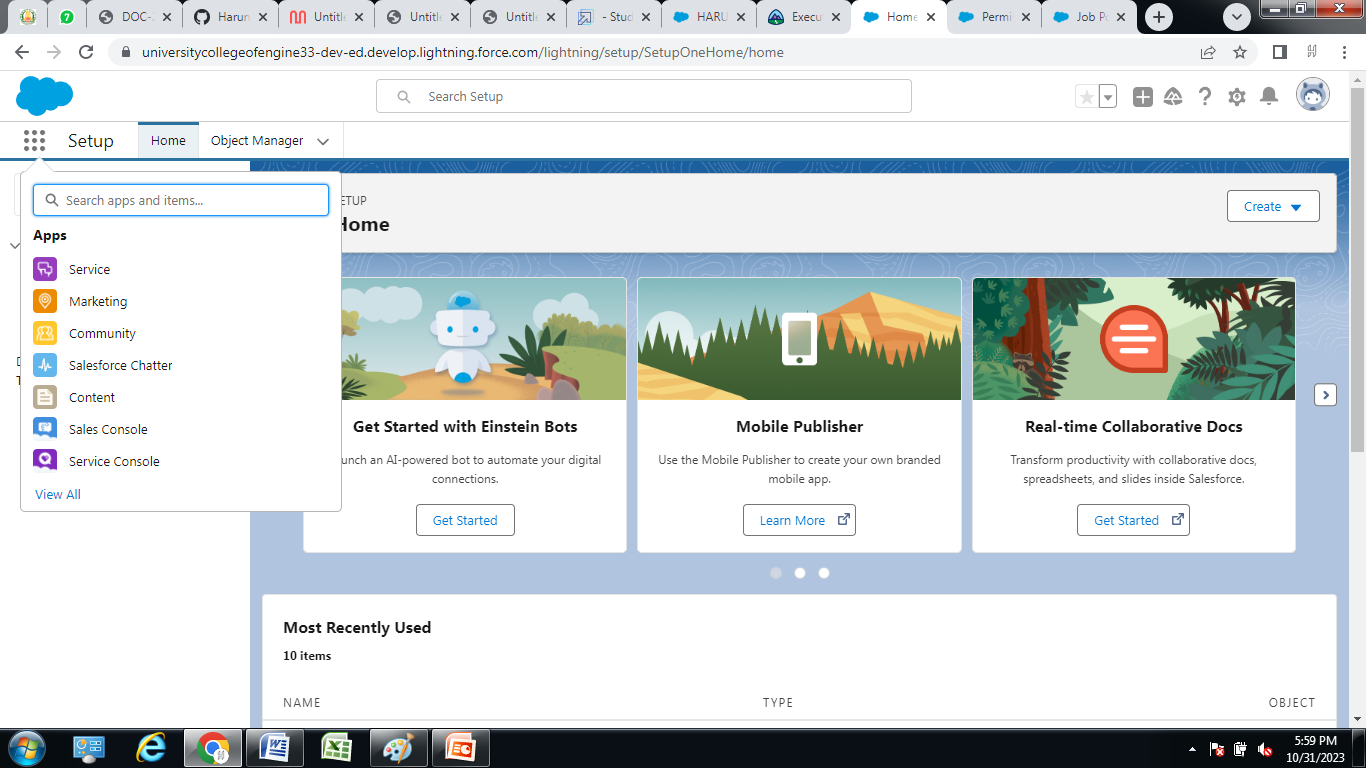 7 DOC- Harun Untitle Untitle Untitle - Stud HARU Execu Home Permi Job Po
universitycollegeofengine33-dev-ed.develop.lightning.force.com/lightning/setup/SetupOneHome/home
Search Setup
Setup Home Object Manager
Search apps and items...
Apps
Service
Marketing
Community
Salesforce Chatter
Content
Sales Console
Service Console
View All
ETUP
Home
Create
Get Started with Einstein Bots
unch an AI-powered bot to automate your digital
connections.
Get Started
Mobile Publisher
Use the Mobile Publisher to create your own branded
mobile app.
Learn More
Real-time Collaborative Docs
Transform productivity with collaborative docs,
spreadsheets, and slides inside Salesforce.
Get Started
Most Recently Used
10 items
NAME TYPE OBJECT
5:59 PM
10/31/2023